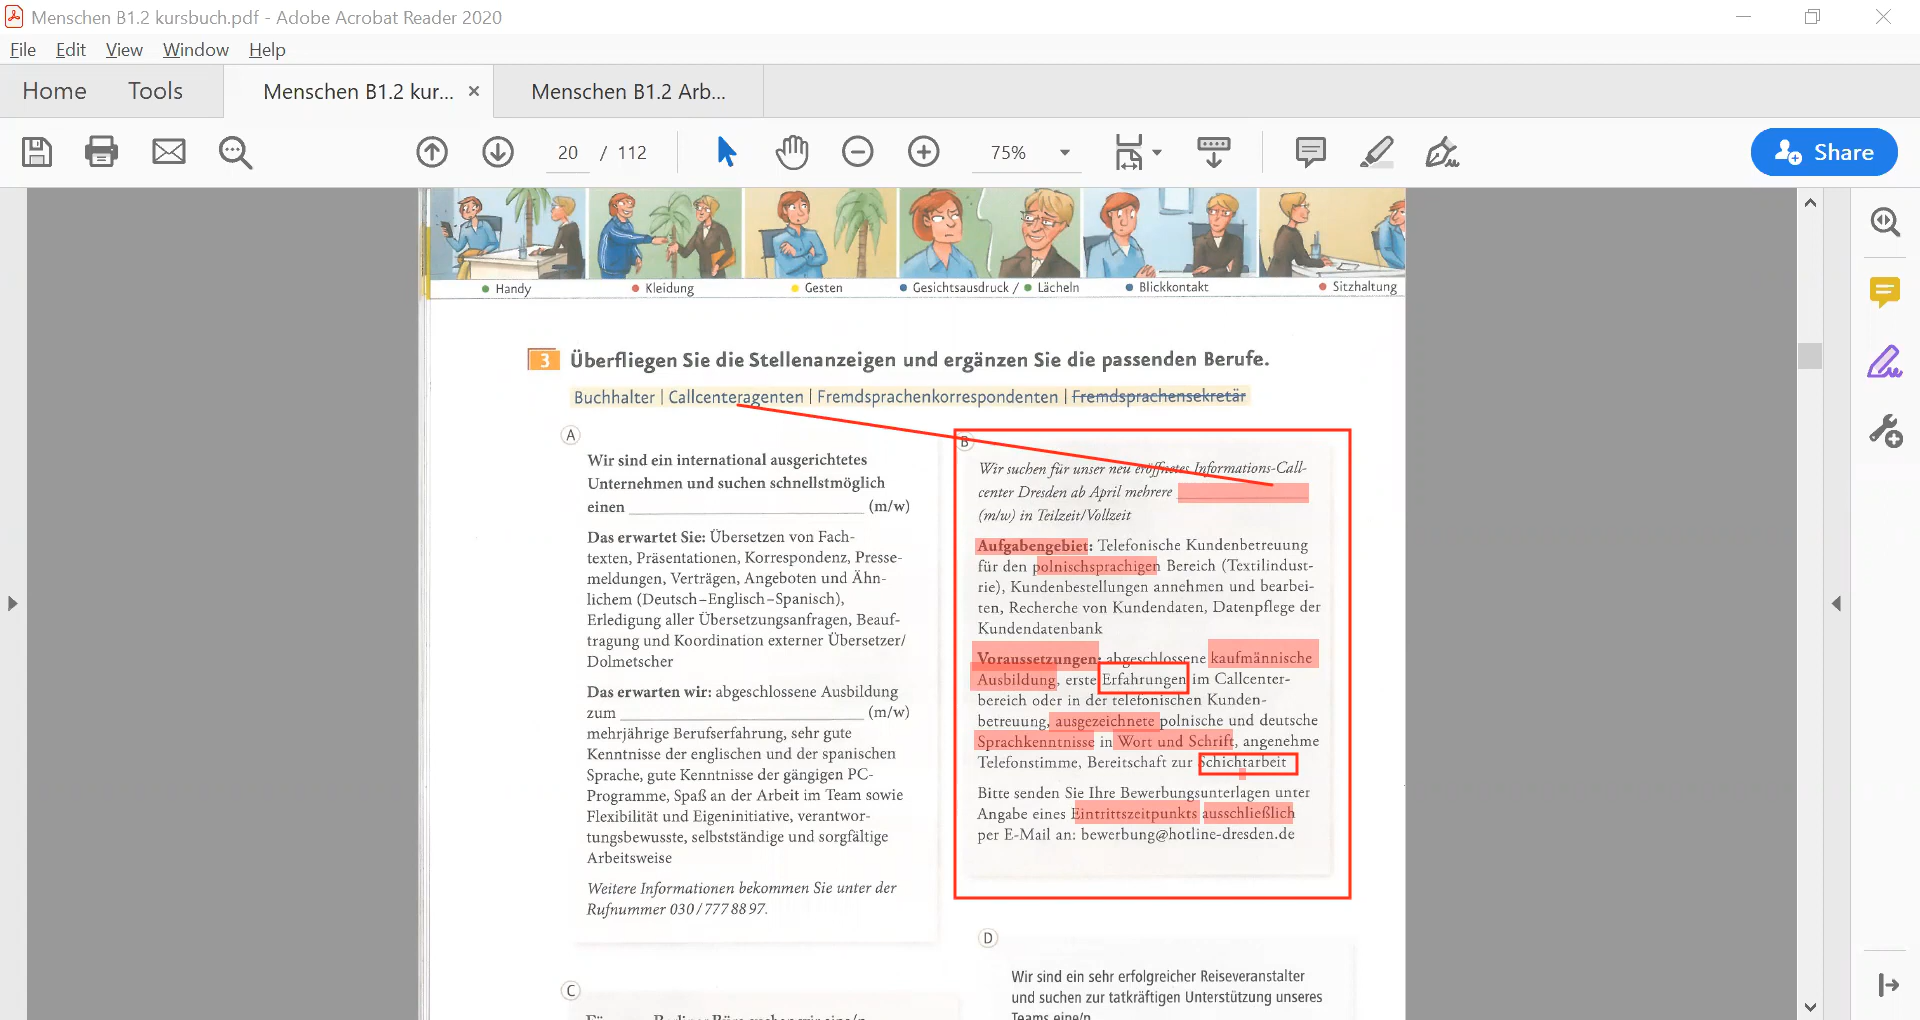 Menschen B1.2 kursbuch.pdf - Adobe Acrobat Reader 2020
File Edit View Window Help
Home Tools Menschen B1.2 kur... × Menschen B1.2 Arb...
20 / 112 75% Share
Handy Kleidung Gesten Gesichtsausdruck / Lächeln Blickkontakt Sitzhaltung
3 Überfliegen Sie die Stellenanzeigen und ergänzen Sie die passenden Berufe.
Buchhalter | Callcenteragenten | Fremdsprachenkorrespondenten | Fremdsprachensekretär
A
Wir sind ein international ausgerichtetes
Unternehmen und suchen schnellstmöglich
einen ____________________ (m/w)
Das erwartet Sie: Übersetzen von Fach-
texten, Präsentationen, Korrespondenz, Presse-
meldungen, Verträgen, Angeboten und Ähn-
lichem (Deutsch–Englisch–Spanisch),
Erledigung aller Übersetzungsanfragen, Beauf-
tragung und Koordination externer Übersetzer/
Dolmetscher
Das erwarten wir: abgeschlossene Ausbildung
zum ____________________ (m/w)
mehrjährige Berufserfahrung, sehr gute
Kenntnisse der englischen und der spanischen
Sprache, gute Kenntnisse der gängigen PC-
Programme, Spaß an der Arbeit im Team sowie
Flexibilität und Eigeninitiative, verantwor-
tungsbewusste, selbstständige und sorgfältige
Arbeitsweise
Weitere Informationen bekommen Sie unter der
Rufnummer 030/777 88 97.
B
Wir suchen für unser neu eröffnetes Informations-Call-
center Dresden ab April mehrere ____________
(m/w) in Teilzeit/Vollzeit
Aufgabengebiet: Telefonische Kundenbetreuung
für den polnischsprachigen Bereich (Textilindust-
rie), Kundenbestellungen annehmen und bearbei-
ten, Recherche von Kundendaten, Datenpflege der
Kundendatenbank
Voraussetzungen: abgeschlossene kaufmännische
Ausbildung, erste Erfahrungen im Callcenter-
bereich oder in der telefonischen Kunden-
betreuung, ausgezeichnete polnische und deutsche
Sprachkenntnisse in Wort und Schrift, angenehme
Telefonstimme, Bereitschaft zur Schichtarbeit
Bitte senden Sie Ihre Bewerbungsunterlagen unter
Angabe eines Eintrittszeitpunkts ausschließlich
per E-Mail an: bewerbung@hotline-dresden.de
C
D
Wir sind ein sehr erfolgreicher Reiseveranstalter
und suchen zur tatkräftigen Unterstützung unseres
Teams eine/n